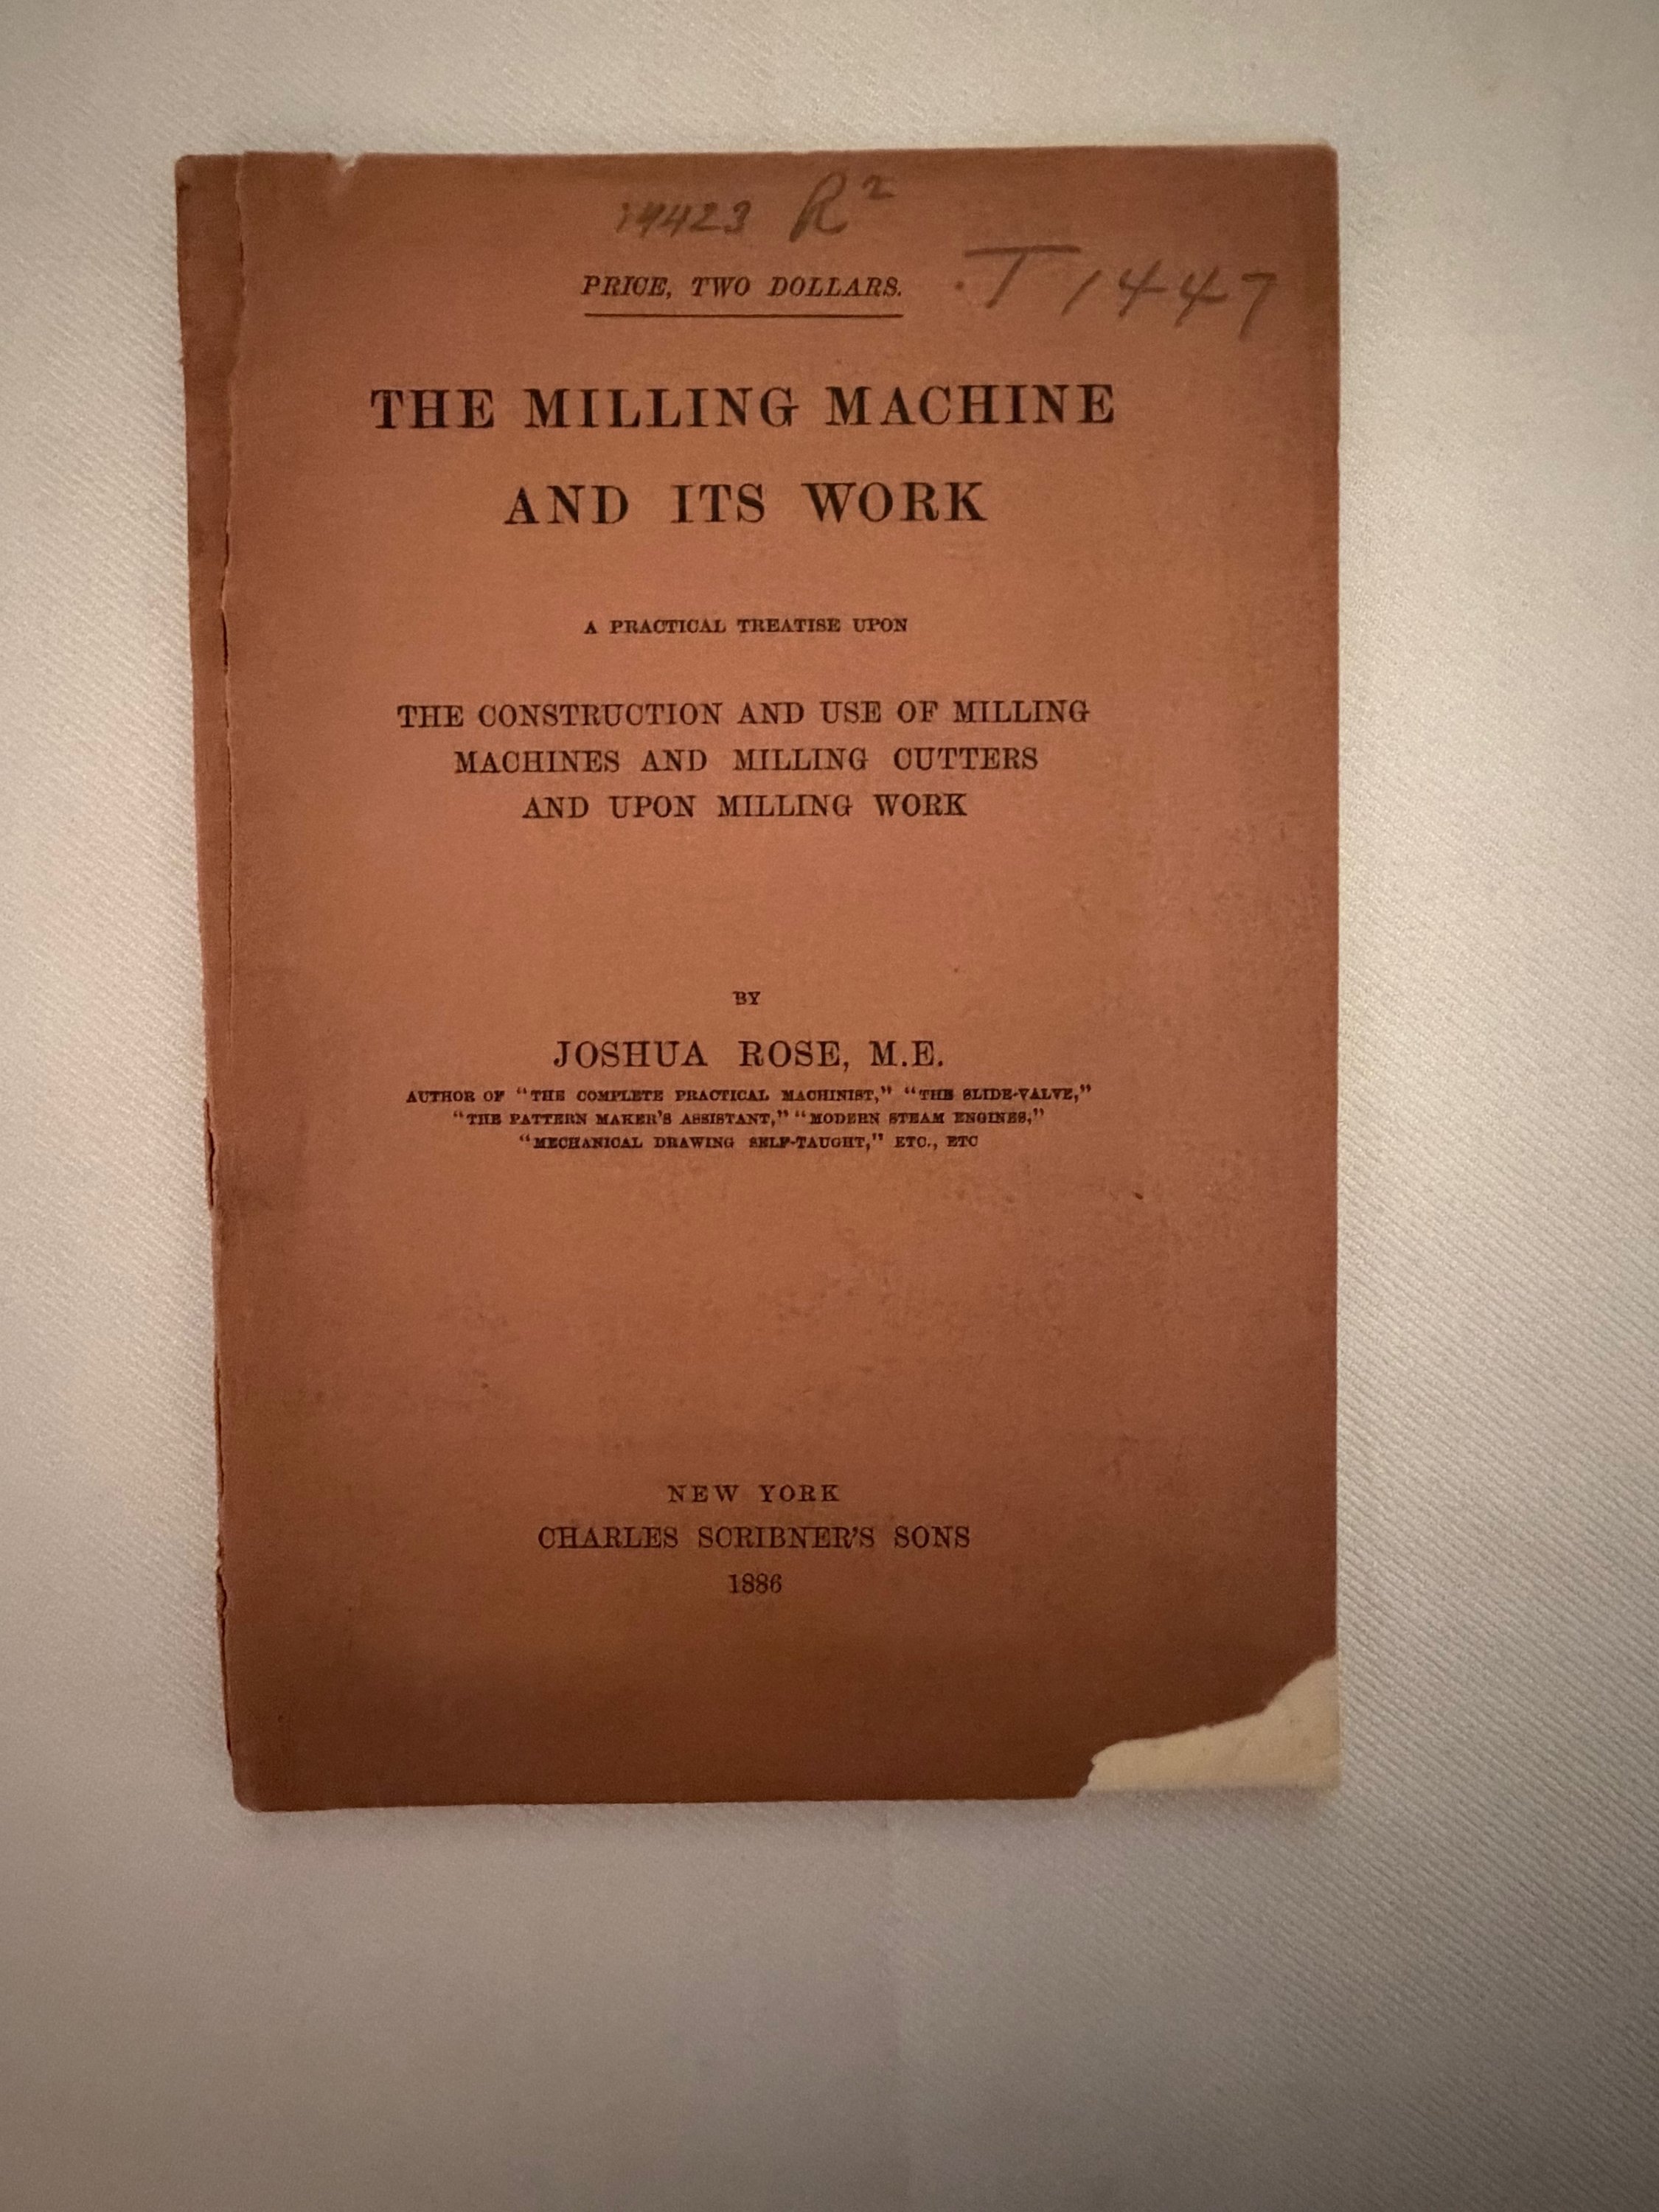 R²
PRICE, TWO DOLLARS.
T 1447
THE MILLING MACHINE
AND ITS WORK
A PRACTICAL TREATISE UPON
THE CONSTRUCTION AND USE OF MILLING
MACHINES AND MILLING CUTTERS
AND UPON MILLING WORK
BY
JOSHUA ROSE, M.E.
AUTHOR OF "THE COMPLETE PRACTICAL MACHINIST," "THE SLIDE-VALVE,"
"THE PATTERN MAKER'S ASSISTANT," "MODERN STEAM ENGINES,"
"MECHANICAL DRAWING SELF-TAUGHT," ETC., ETC
NEW YORK
CHARLES SCRIBNER'S SONS
1886